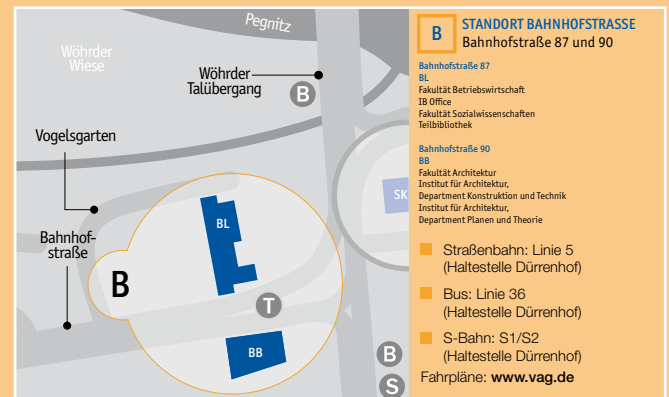 Pegnitz
Wöhrder
Wiese
Wöhrder
Talübergang
B
Vogelsgarten
SK
BL
Bahnhof-
straße
B
T
BB
B
S
B
STANDORT BAHNHOFSTRASSE
Bahnhofstraße 87 und 90
Bahnhofstraße 87
BL
Fakultät Betriebswirtschaft
IB Office
Fakultät Sozialwissenschaften
Teilbibliothek
Bahnhofstraße 90
BB
Fakultät Architektur
Institut für Architektur,
Department Konstruktion und Technik
Institut für Architektur,
Department Planen und Theorie
Straßenbahn: Linie 5
(Haltestelle Dürrenhof)
Bus: Linie 36
(Haltestelle Dürrenhof)
S-Bahn: S1/S2
(Haltestelle Dürrenhof)
Fahrpläne: www.vag.de